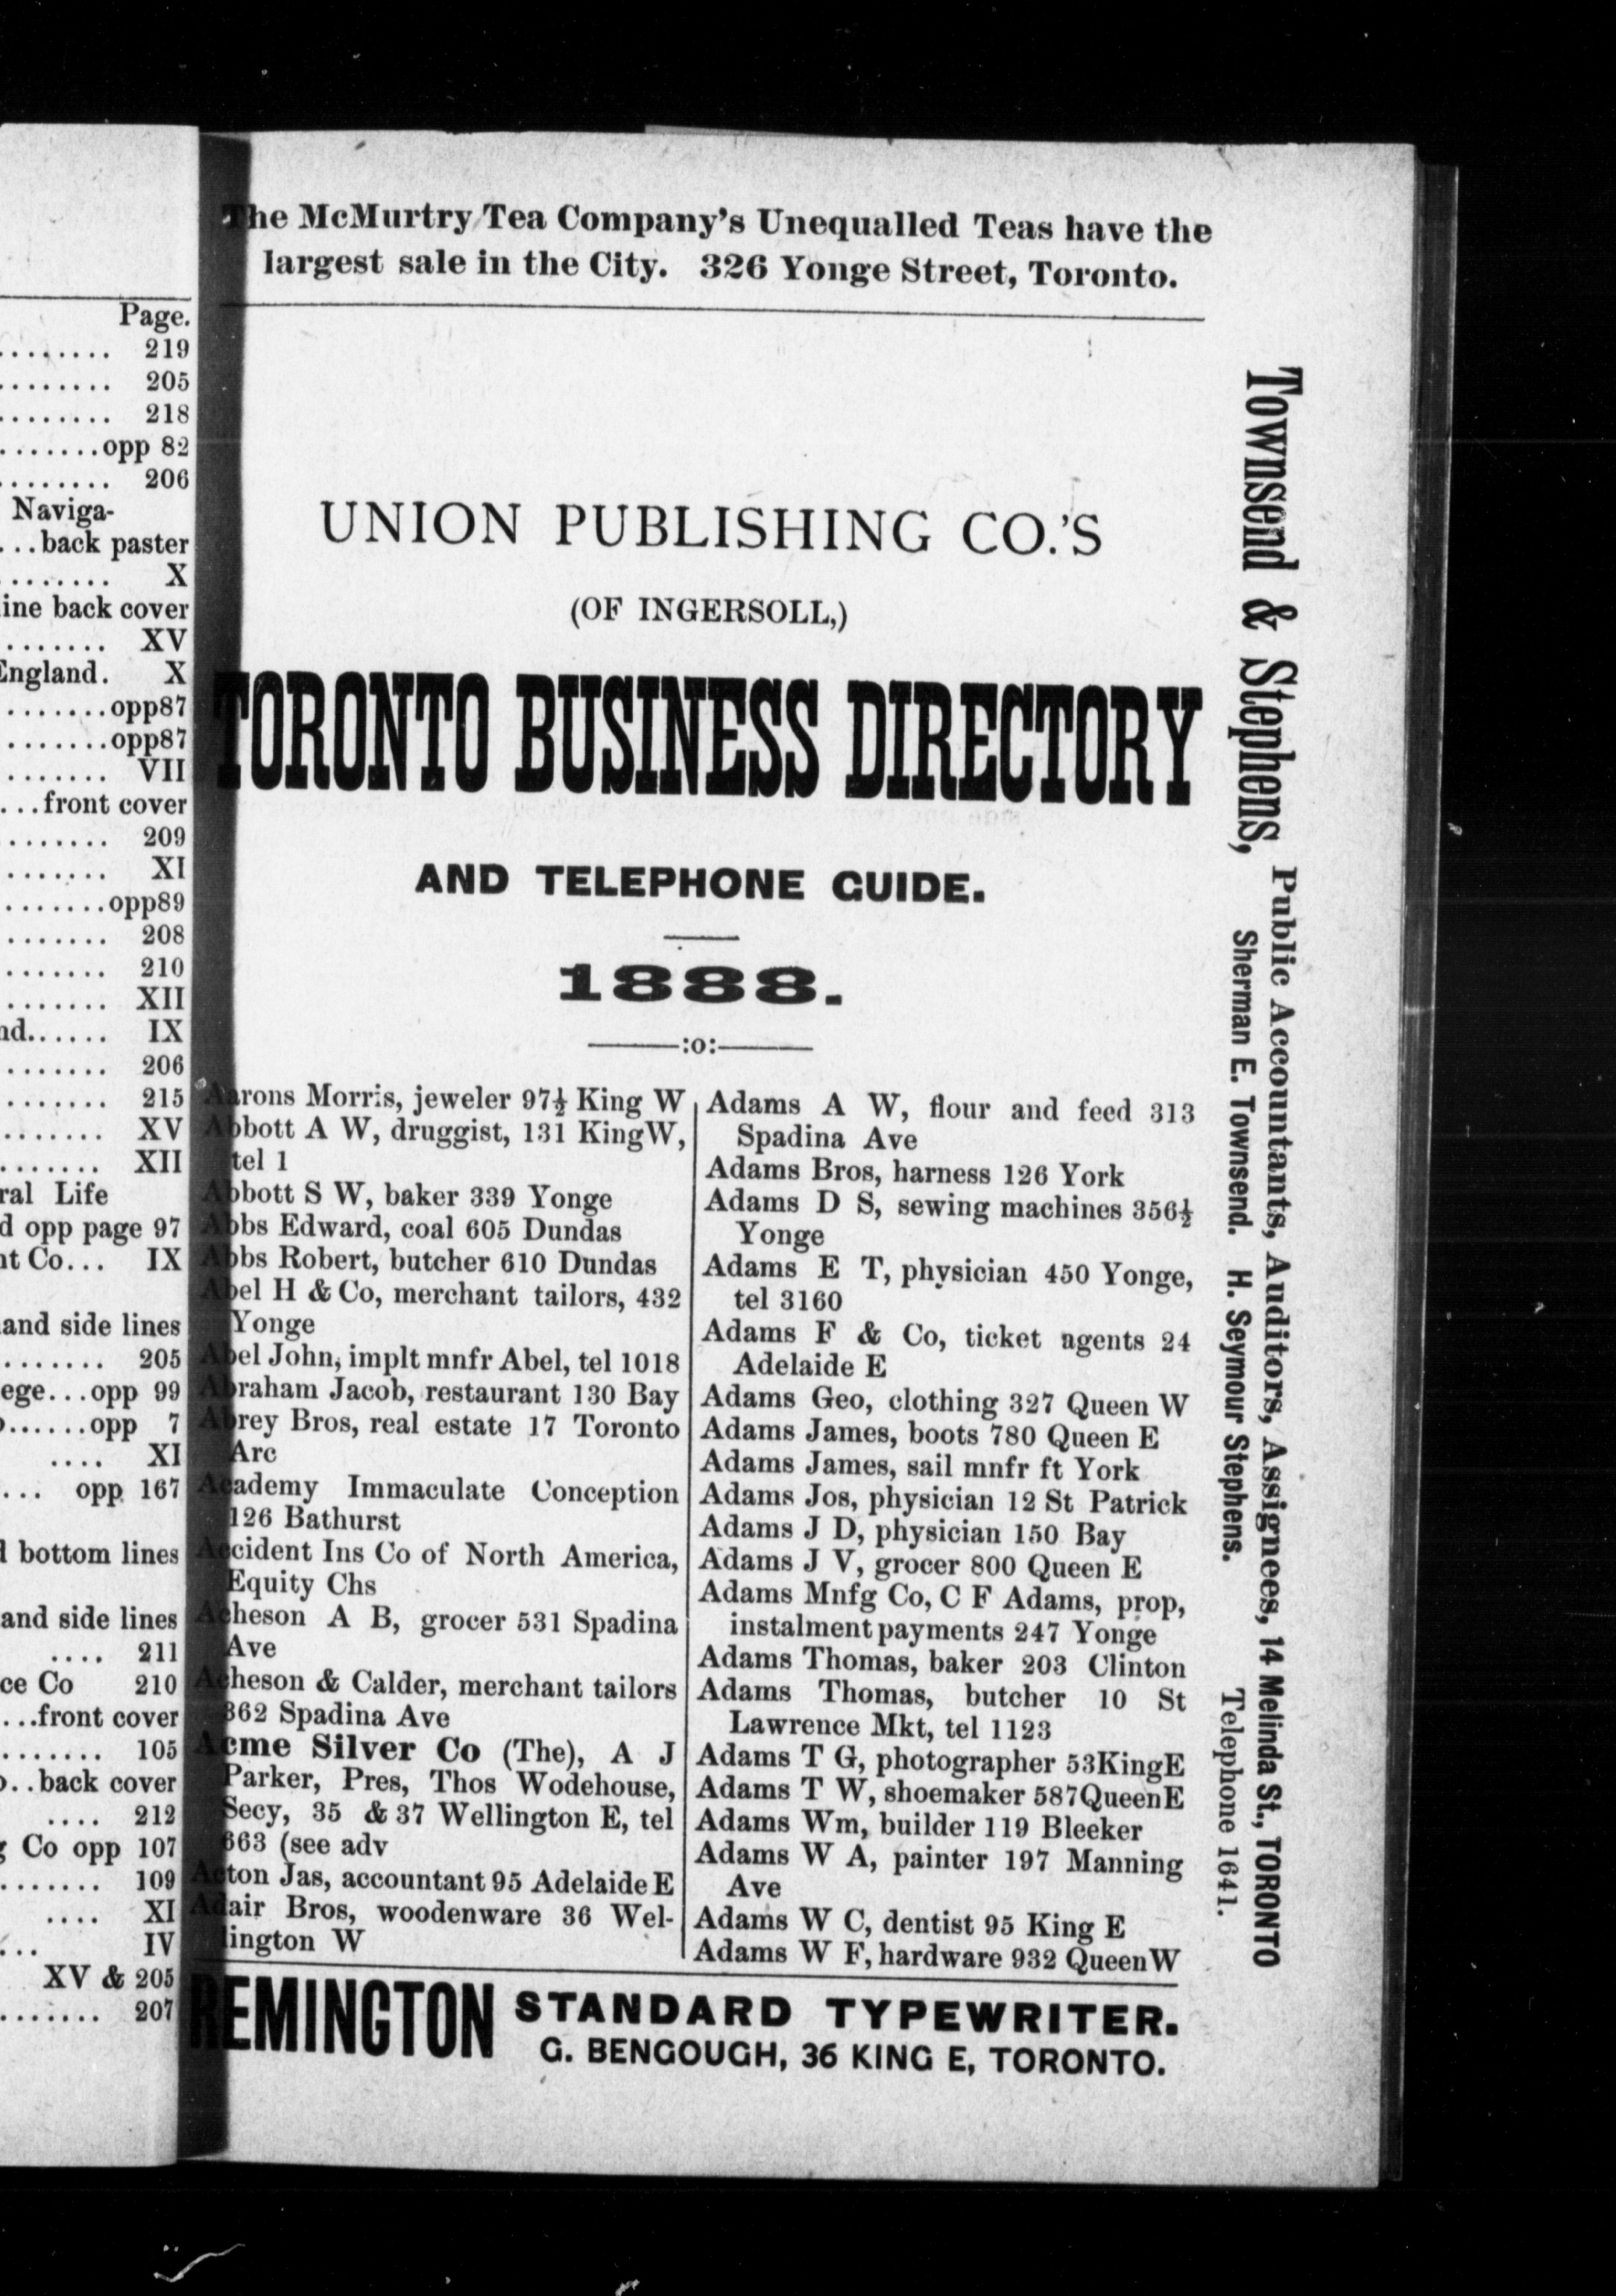 Page.
........ 219
........ 205
........ 218
.......opp 82
........ 206
Naviga-
...back paster
........ X
ine back cover
....... XV
England. X
.......opp87
.......opp87
....... VII
...front cover
....... 209
....... XI
.......opp89
....... 208
....... 210
....... XII
nd...... IX
....... 206
....... 215
....... XV
....... XII
ral Life
d opp page 97
nt Co... IX
and side lines
....... 205
ege...opp 99
......opp 7
.... XI
... opp 167
bottom lines
and side lines
.... 211
ce Co 210
...front cover
....... 105
..back cover
.... 212
Co opp 107
....... 109
.... XI
... IV
XV & 205
....... 207
The McMurtry Tea Company's Unequalled Teas have the
largest sale in the City. 326 Yonge Street, Toronto.
UNION PUBLISHING CO.'S
(OF INGERSOLL,)
TORONTO BUSINESS DIRECTORY
AND TELEPHONE GUIDE.
1888.
:o:
Aarons Morris, jeweler 97½ King W
Abbott A W, druggist, 131 KingW,
tel 1
Abbott S W, baker 339 Yonge
Abbs Edward, coal 605 Dundas
Abbs Robert, butcher 610 Dundas
Abel H & Co, merchant tailors, 432
Yonge
Abel John, implt mnfr Abel, tel 1018
Abraham Jacob, restaurant 130 Bay
Abrey Bros, real estate 17 Toronto
Arc
Academy Immaculate Conception
126 Bathurst
Accident Ins Co of North America,
Equity Chs
Acheson A B, grocer 531 Spadina
Ave
Acheson & Calder, merchant tailors
362 Spadina Ave
Acme Silver Co (The), A J
Parker, Pres, Thos Wodehouse,
Secy, 35 & 37 Wellington E, tel
663 (see adv
Acton Jas, accountant 95 Adelaide E
Adair Bros, woodenware 36 Wel-
lington W
Adams A W, flour and feed 313
Spadina Ave
Adams Bros, harness 126 York
Adams D S, sewing machines 356½
Yonge
Adams E T, physician 450 Yonge,
tel 3160
Adams F & Co, ticket agents 24
Adelaide E
Adams Geo, clothing 327 Queen W
Adams James, boots 780 Queen E
Adams James, sail mnfr ft York
Adams Jos, physician 12 St Patrick
Adams J D, physician 150 Bay
Adams J V, grocer 800 Queen E
Adams Mnfg Co, C F Adams, prop,
instalment payments 247 Yonge
Adams Thomas, baker 203 Clinton
Adams Thomas, butcher 10 St
Lawrence Mkt, tel 1123
Adams T G, photographer 53KingE
Adams T W, shoemaker 587QueenE
Adams Wm, builder 119 Bleeker
Adams W A, painter 197 Manning
Ave
Adams W C, dentist 95 King E
Adams W F, hardware 932 QueenW
REMINGTON STANDARD TYPEWRITER.
G. BENGOUGH, 36 KING E, TORONTO.
Townsend & Stephens, Public Accountants, Auditors, Assignees, 14 Melinda St., TORONTO
Sherman E. Townsend. H. Seymour Stephens. Telephone 1641.